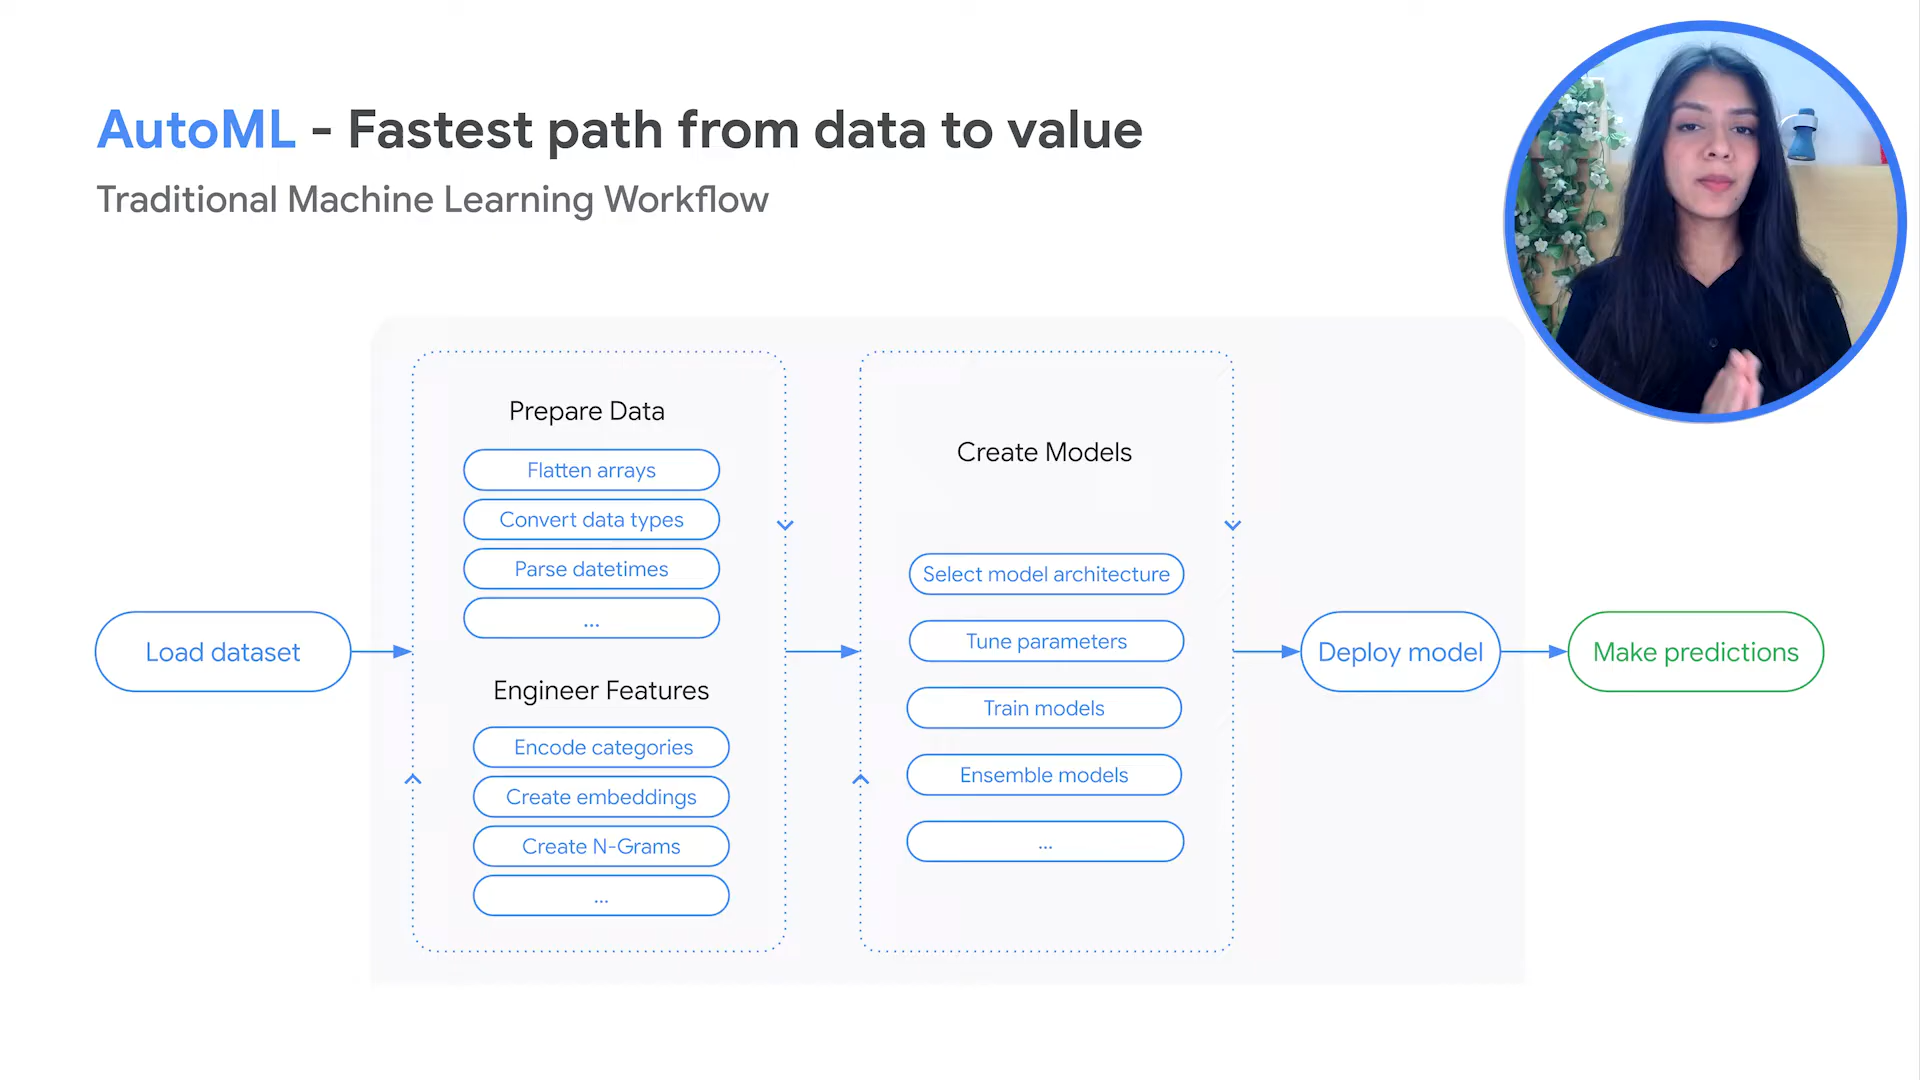 AutoML - Fastest path from data to value
Traditional Machine Learning Workflow
Load dataset
Prepare Data
Flatten arrays
Convert data types
Parse datetimes
...
Engineer Features
Encode categories
Create embeddings
Create N-Grams
...
Create Models
Select model architecture
Tune parameters
Train models
Ensemble models
...
Deploy model
Make predictions